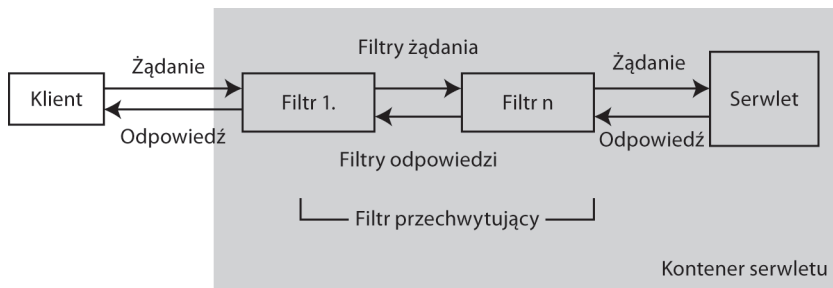 Żądanie
Filtry żądania
Żądanie
Klient
Filtr 1.
Filtr n
Serwlet
Odpowiedź
Filtry odpowiedzi
Odpowiedź
Filtr przechwytujący
Kontener serwletu